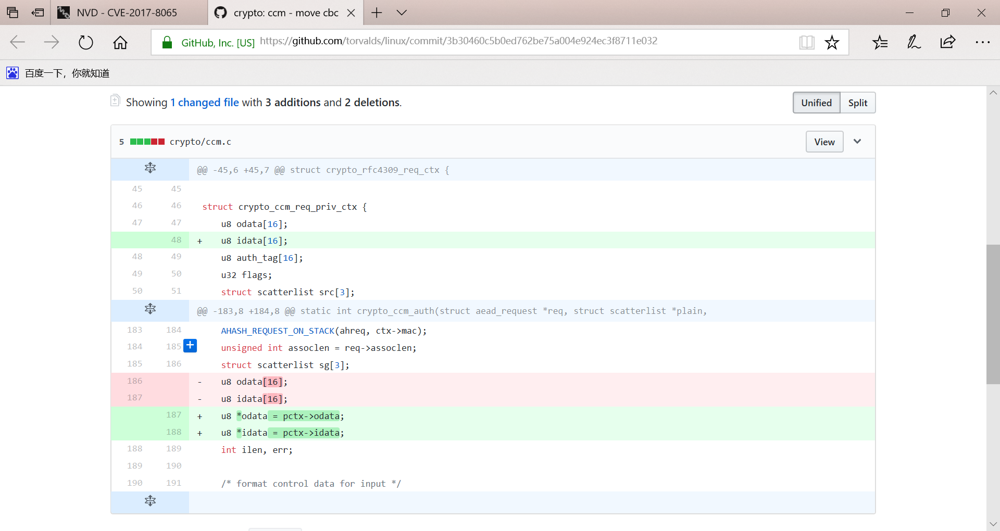 NVD - CVE-2017-8065
crypto: ccm - move cbc
GitHub, Inc. [US] https://github.com/torvalds/linux/commit/3b30460c5b0ed762be75a004e924ec3f8711e032
百度一下，你就知道
Showing 1 changed file with 3 additions and 2 deletions.
Unified Split
5 crypto/ccm.c
View
@@ -45,6 +45,7 @@ struct crypto_rfc4309_req_ctx {
45 45
46 46 struct crypto_ccm_req_priv_ctx {
47 47 u8 odata[16];
48 + u8 idata[16];
48 49 u8 auth_tag[16];
49 50 u32 flags;
50 51 struct scatterlist src[3];
@@ -183,8 +184,8 @@ static int crypto_ccm_auth(struct aead_request *req, struct scatterlist *plain,
183 184 AHASH_REQUEST_ON_STACK(ahreq, ctx->mac);
184 185 unsigned int assoclen = req->assoclen;
185 186 struct scatterlist sg[3];
186 - u8 odata[16];
187 - u8 idata[16];
187 + u8 *odata = pctx->odata;
188 + u8 *idata = pctx->idata;
188 189 int ilen, err;
189 190
190 191 /* format control data for input */